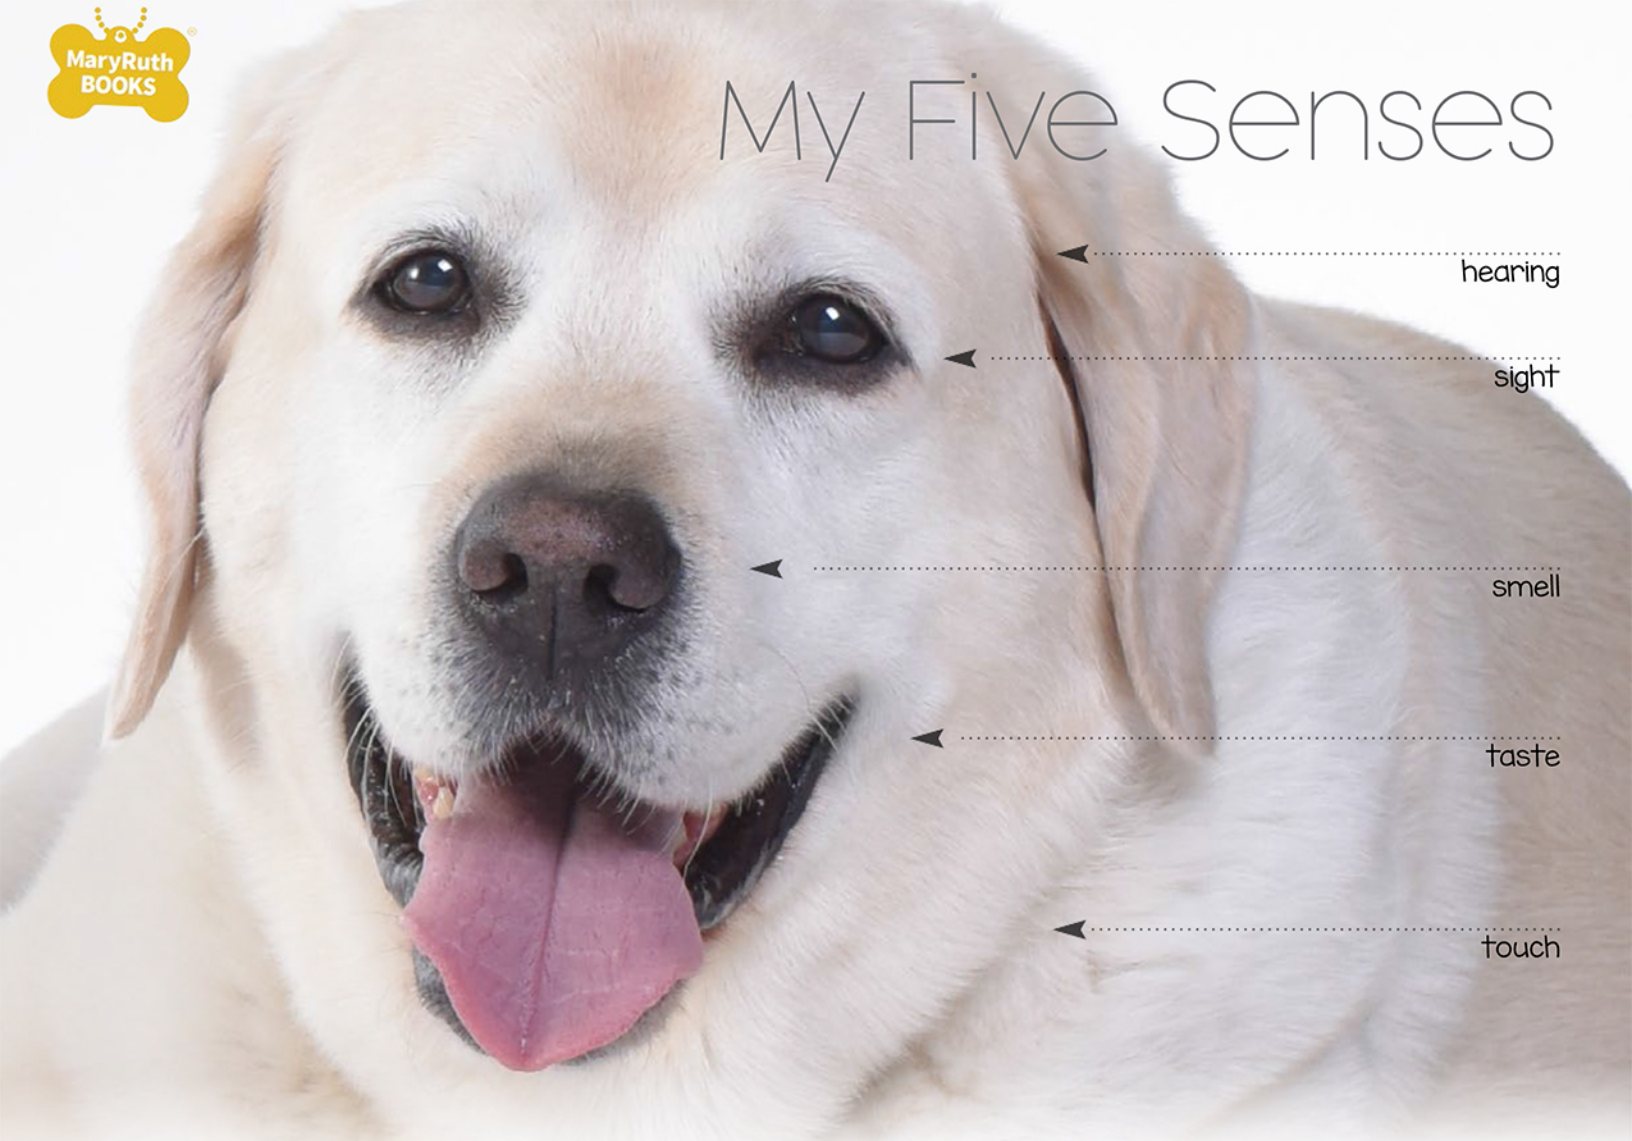 MaryRuth
BOOKS
®
My Five Senses
hearing
sight
smell
taste
touch